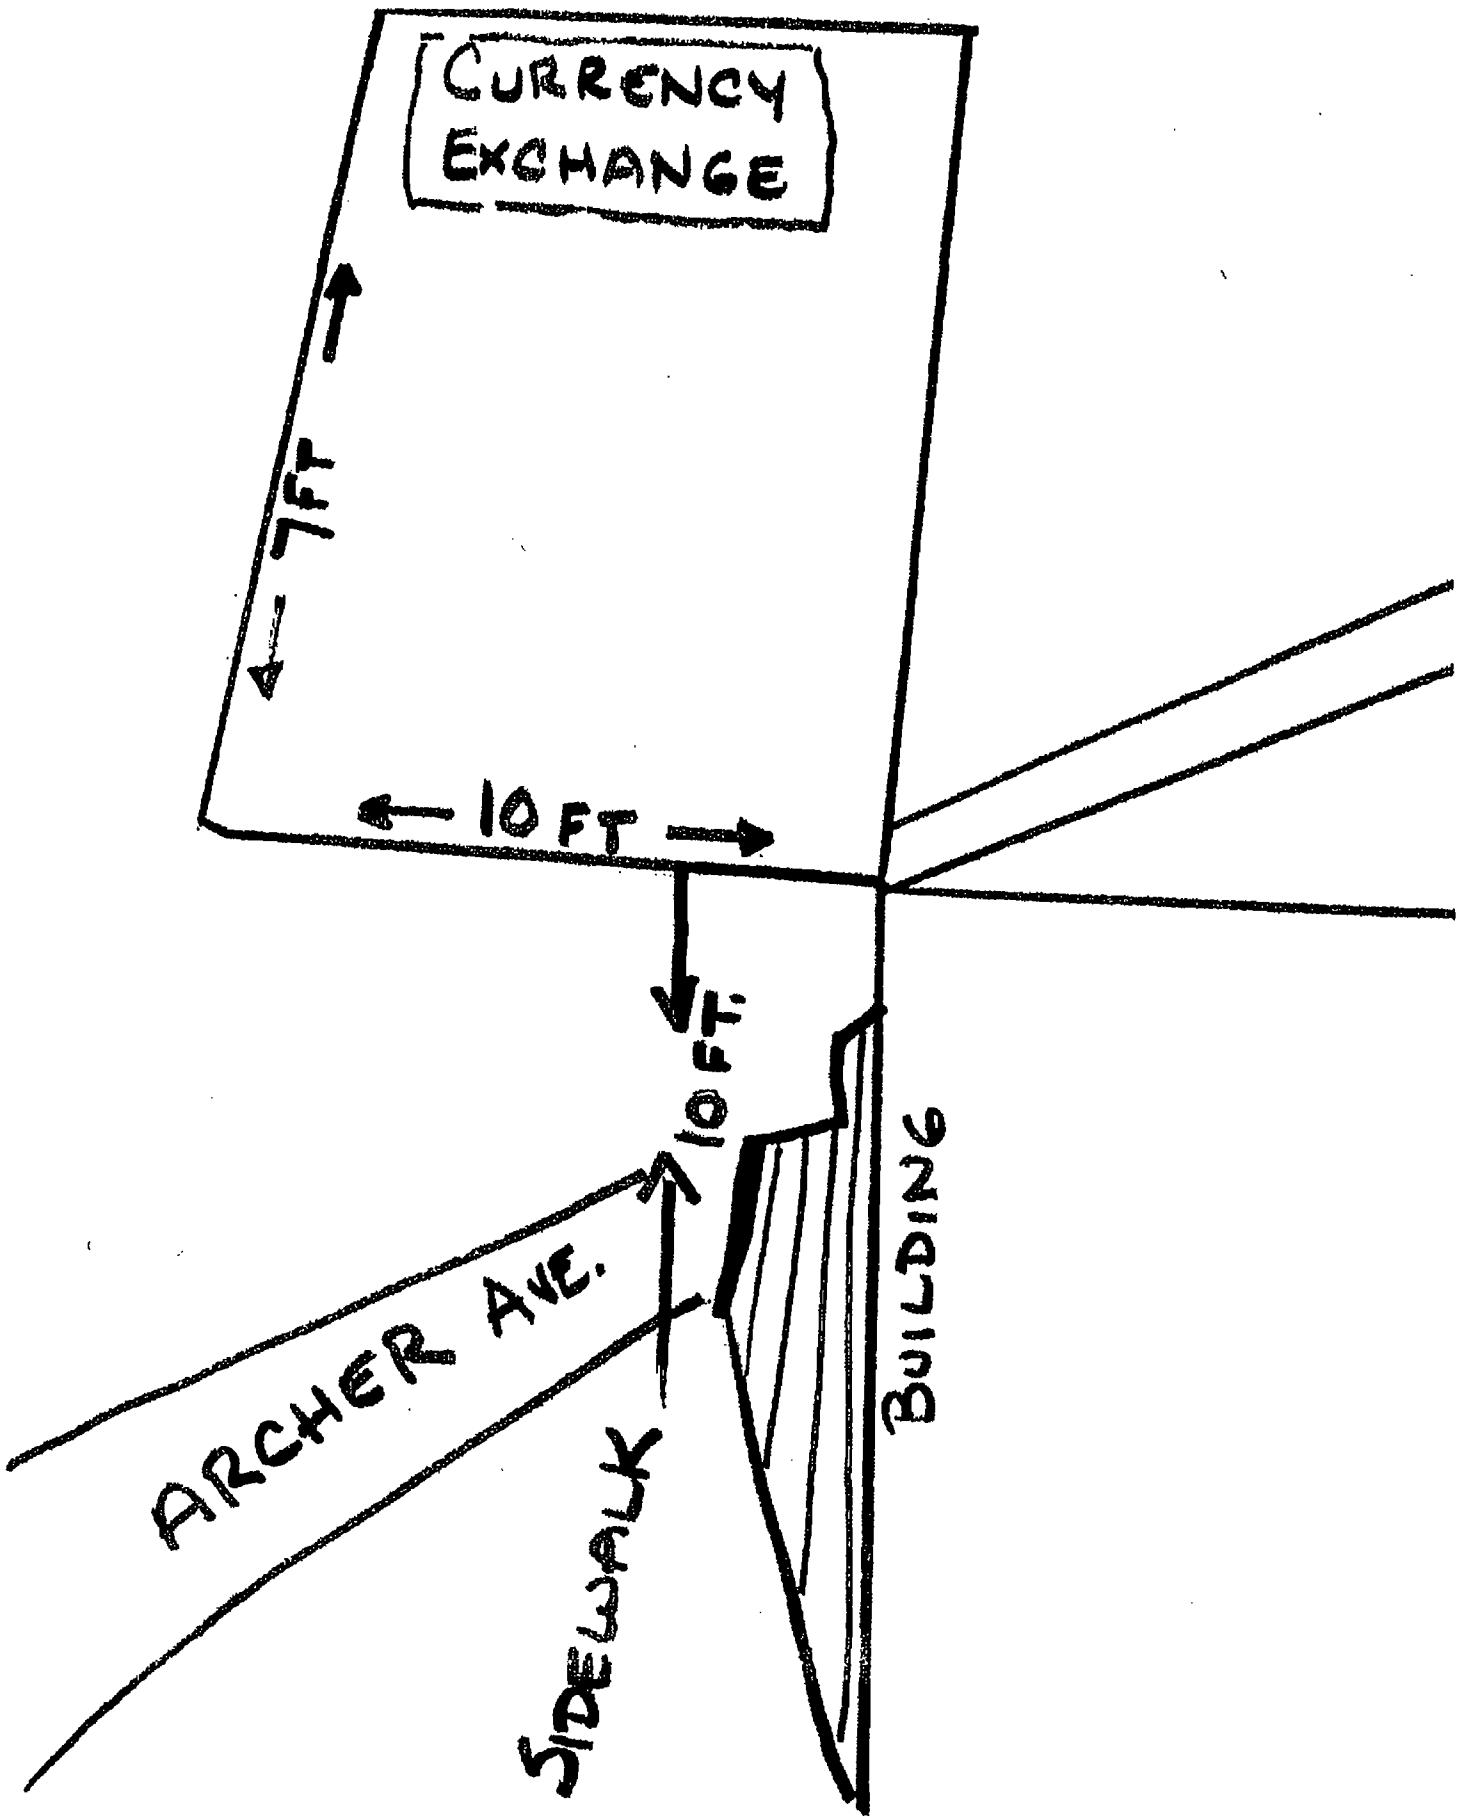 CURRENCY
EXCHANGE
7FT
10 FT
10 FT.
ARCHER AVE.
SIDEWALK
BUILDING